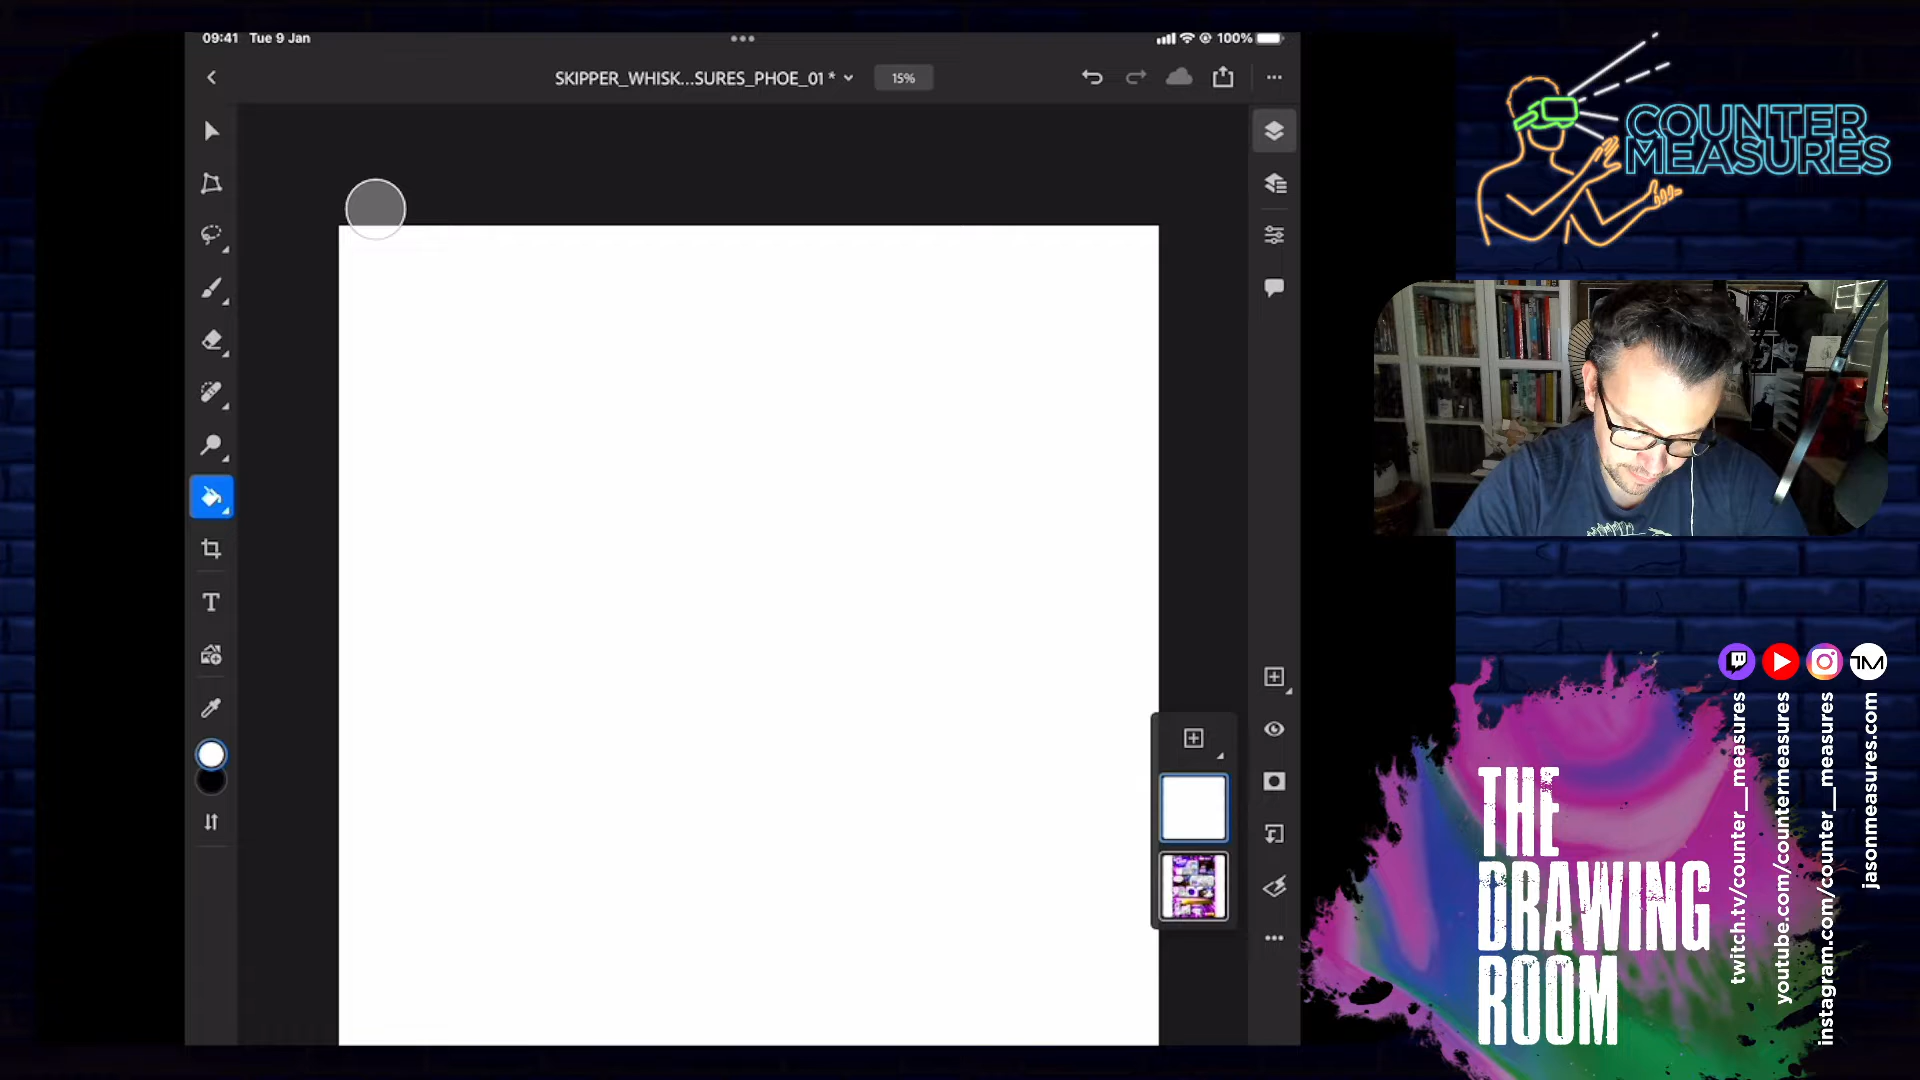 09:41 Tue 9 Jan
100%
SKIPPER_WHISK...SURES_PHOE_01 *
15%
T
COUNTER
MEASURES
THE
DRAWING
ROOM
twitch.tv/counter__measures
youtube.com/countermeasures
instagram.com/counter__measures
jasonmeasures.com